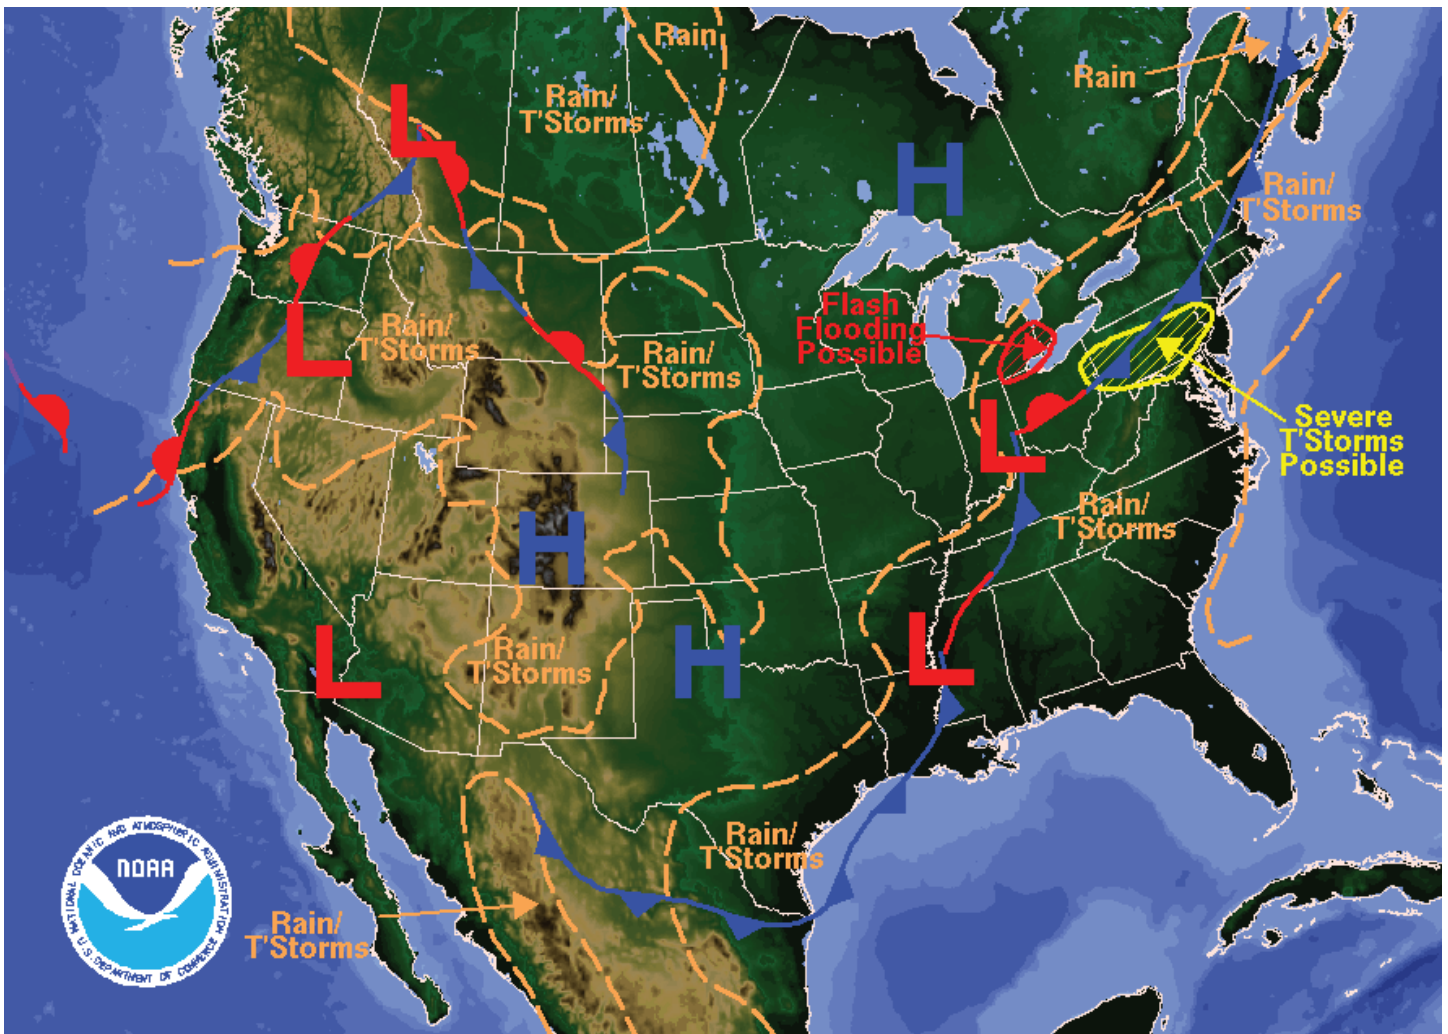 Rain
Rain
Rain/
T'Storms
L
H
Rain/
T'Storms
Flash
Flooding
Possible
L
Rain/
T'Storms
Rain/
T'Storms
L
Severe
T'Storms
Possible
Rain/
T'Storms
H
L
Rain/
T'Storms
H
L
Rain/
T'Storms
Rain/
T'Storms
NATIONAL OCEANIC AND ATMOSPHERIC ADMINISTRATION
NOAA
U.S. DEPARTMENT OF COMMERCE